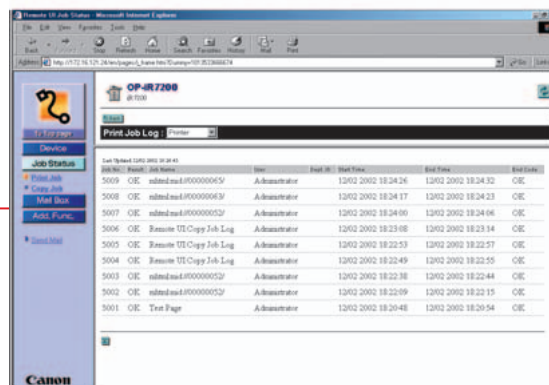 Remote UI Job Status - Microsoft Internet Explorer
File Edit View Favorites Tools Help
Back Stop Refresh Home Search Favorites History Mail Print
Address Go Links
OP-iR7200
iR7200
To Top page
Device
Job Status
Print Job
Copy Job
Mail Box
Add. Func.
Send Mail
Canon
Print Job Log : Printer
Job No. Result Job Name User Dept. ID Start Time End Time End Code
5009 OK Administrator 12/02 2002 18:24:26 12/02 2002 18:24:32 OK
5008 OK Administrator 12/02 2002 18:24:17 12/02 2002 18:24:23 OK
5007 OK Administrator 12/02 2002 18:24:00 12/02 2002 18:24:06 OK
5006 OK Remote UI Copy Job Log Administrator 12/02 2002 18:23:08 12/02 2002 18:23:14 OK
5005 OK Remote UI Copy Job Log Administrator 12/02 2002 18:22:53 12/02 2002 18:22:57 OK
5004 OK Remote UI Copy Job Log Administrator 12/02 2002 18:22:49 12/02 2002 18:22:55 OK
5003 OK Administrator 12/02 2002 18:22:38 12/02 2002 18:22:44 OK
5002 OK Administrator 12/02 2002 18:22:09 12/02 2002 18:22:15 OK
5001 OK Test Page Administrator 12/02 2002 18:20:48 12/02 2002 18:20:54 OK